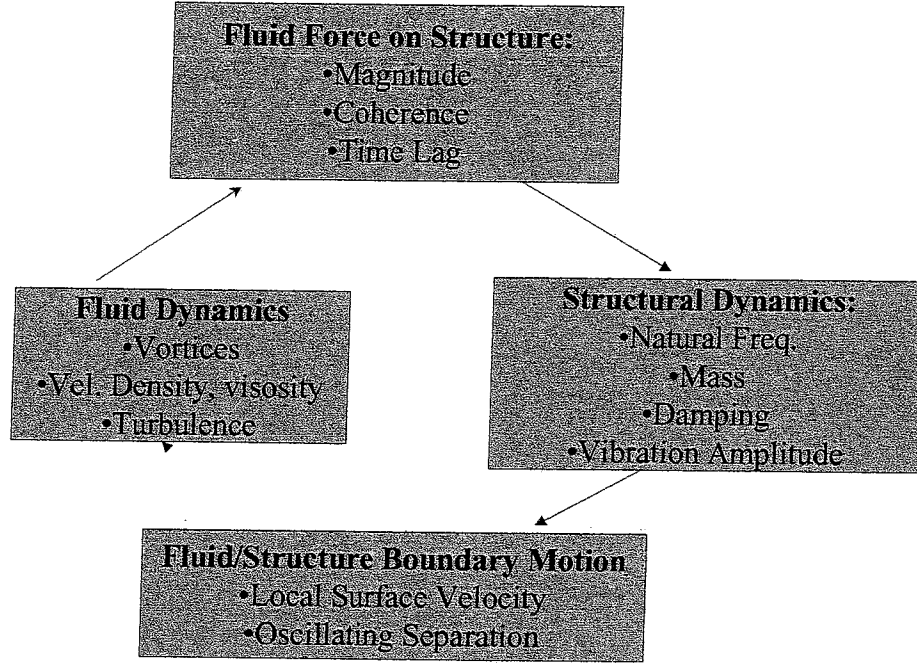 Fluid Force on Structure:
•Magnitude
•Coherence
•Time Lag
Fluid Dynamics
•Vortices
•Vel. Density, visosity
•Turbulence
Structural Dynamics:
•Natural Freq.
•Mass
•Damping
•Vibration Amplitude
Fluid/Structure Boundary Motion
•Local Surface Velocity
•Oscillating Separation